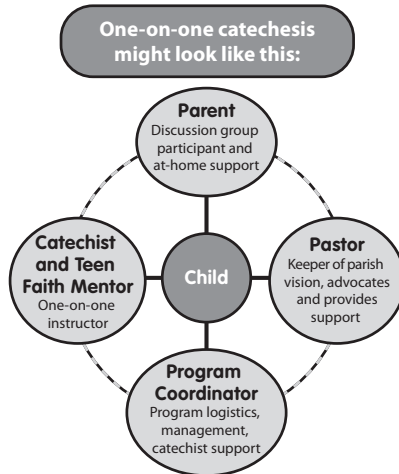 One-on-one catechesis
might look like this:
Parent
Discussion group
participant and
at-home support
Catechist
and Teen
Faith Mentor
One-on-one
instructor
Child
Pastor
Keeper of parish
vision, advocates
and provides
support
Program
Coordinator
Program logistics,
management,
catechist support